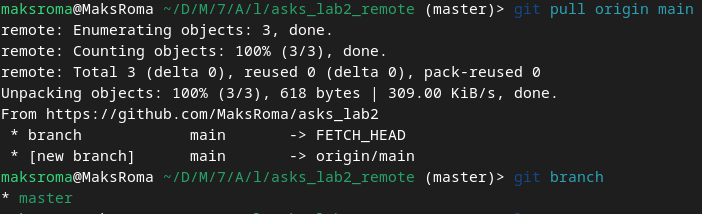 maksroma@MaksRoma ~/D/M/7/A/l/asks_lab2_remote (master)> git pull origin main
remote: Enumerating objects: 3, done.
remote: Counting objects: 100% (3/3), done.
remote: Total 3 (delta 0), reused 0 (delta 0), pack-reused 0
Unpacking objects: 100% (3/3), 618 bytes | 309.00 KiB/s, done.
From https://github.com/MaksRoma/asks_lab2
 * branch            main       -> FETCH_HEAD
 * [new branch]      main       -> origin/main
maksroma@MaksRoma ~/D/M/7/A/l/asks_lab2_remote (master)> git branch
* master